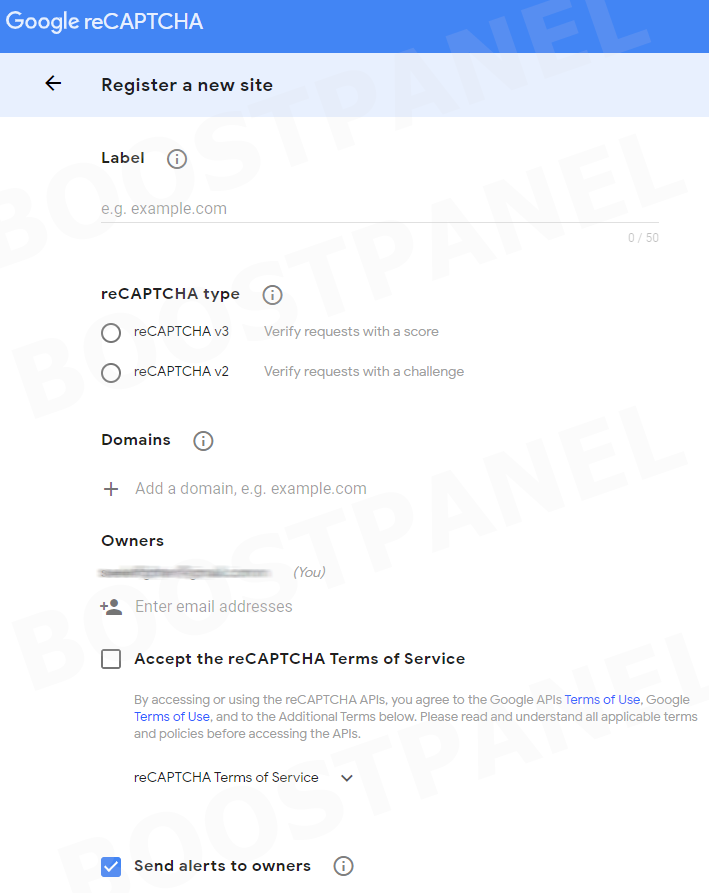 Google reCAPTCHA
Register a new site
Label
e.g. example.com
0 / 50
reCAPTCHA type
reCAPTCHA v3 Verify requests with a score
reCAPTCHA v2 Verify requests with a challenge
Domains
Add a domain, e.g. example.com
Owners
(You)
Enter email addresses
Accept the reCAPTCHA Terms of Service
By accessing or using the reCAPTCHA APIs, you agree to the Google APIs Terms of Use, Google
Terms of Use, and to the Additional Terms below. Please read and understand all applicable terms
and policies before accessing the APIs.
reCAPTCHA Terms of Service
Send alerts to owners
BOOSTPANEL
BOOSTPANEL
BOOSTPANEL
BOOSTPANEL